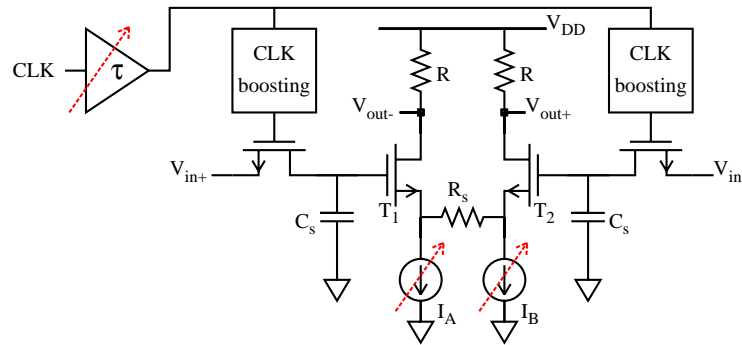 V_DD
CLK
τ
CLK
boosting
R
R
CLK
boosting
V_out-
V_out+
V_in+
V_in
C_s
T_1
R_s
T_2
C_s
I_A
I_B